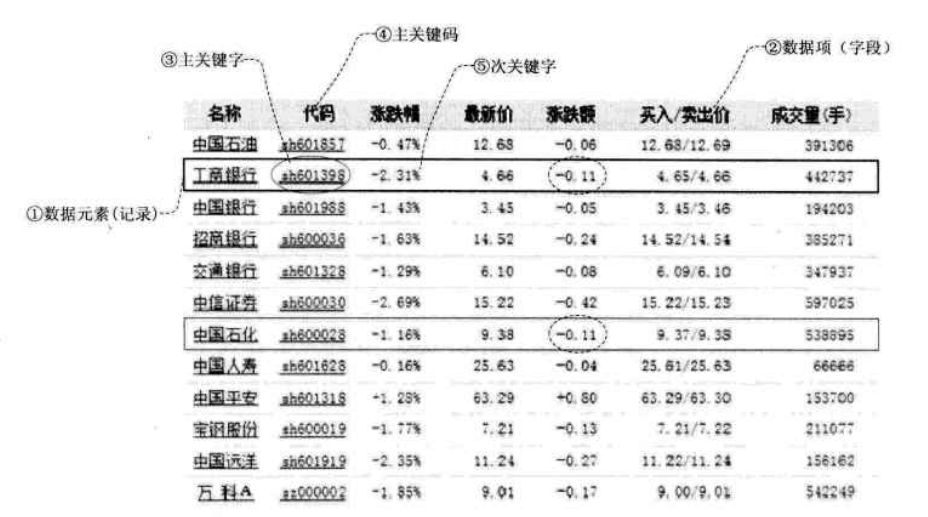 ④主关键码
③主关键字
⑤次关键字
②数据项（字段）
名称 代码 涨跌幅 最新价 涨跌额 买入/卖出价 成交量(手)
中国石油 sh601857 -0.47% 12.68 -0.06 12.68/12.69 391306
工商银行 sh601398 -2.31% 4.66 -0.11 4.65/4.66 442737
中国银行 sh601988 -1.43% 3.45 -0.05 3.45/3.46 194203
①数据元素(记录)
招商银行 sh600036 -1.63% 14.52 -0.24 14.52/14.54 385271
交通银行 sh601328 -1.29% 6.10 -0.08 6.09/6.10 347937
中信证券 sh600030 -2.69% 15.22 -0.42 15.22/15.23 597025
中国石化 sh600028 -1.16% 9.38 -0.11 9.37/9.38 538895
中国人寿 sh601628 -0.16% 25.63 -0.04 25.61/25.63 66666
中国平安 sh601318 +1.28% 63.29 +0.80 63.29/63.30 153700
宝钢股份 sh600019 -1.77% 7.21 -0.13 7.21/7.22 211077
中国远洋 sh601919 -2.35% 11.24 -0.27 11.22/11.24 156162
万 科A sz000002 -1.85% 9.01 -0.17 9.00/9.01 542249